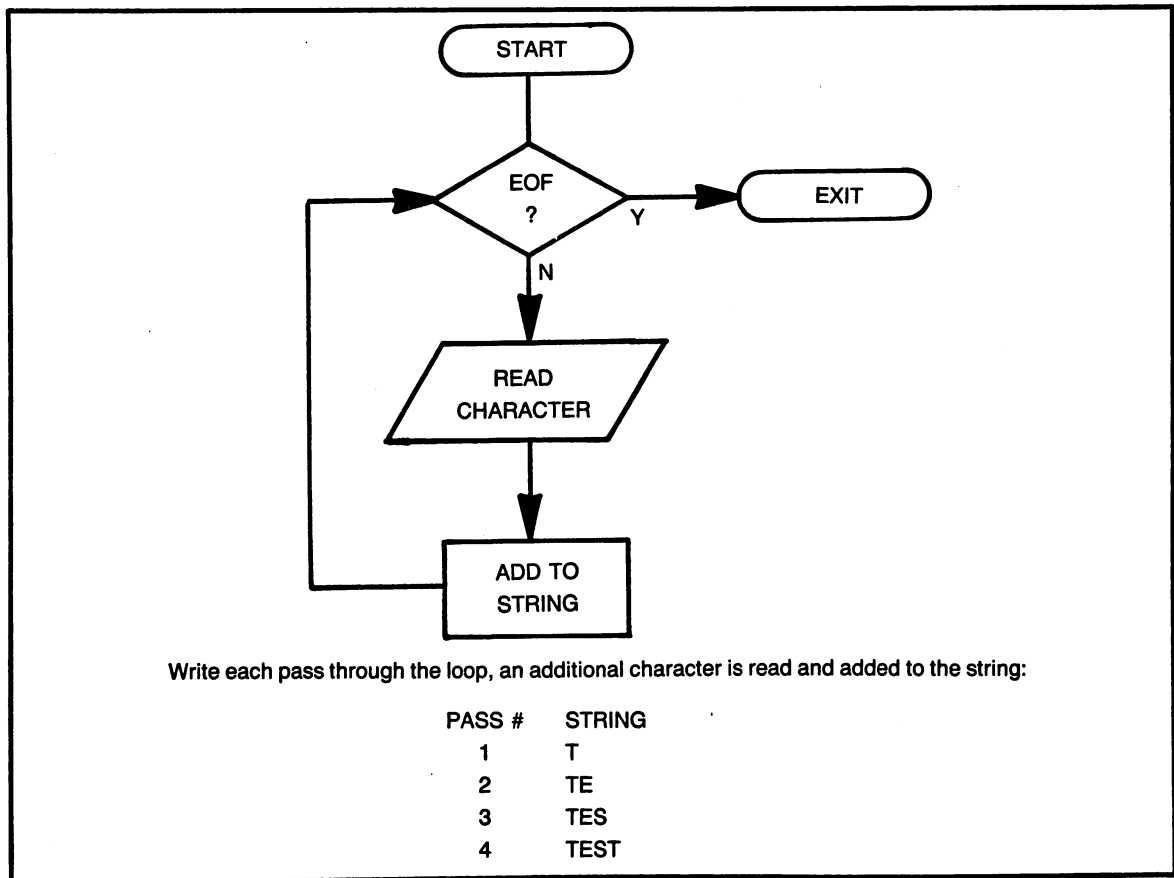 START
EOF
?
Y
EXIT
N
READ
CHARACTER
ADD TO
STRING
Write each pass through the loop, an additional character is read and added to the string:
PASS # STRING
1 T
2 TE
3 TES
4 TEST